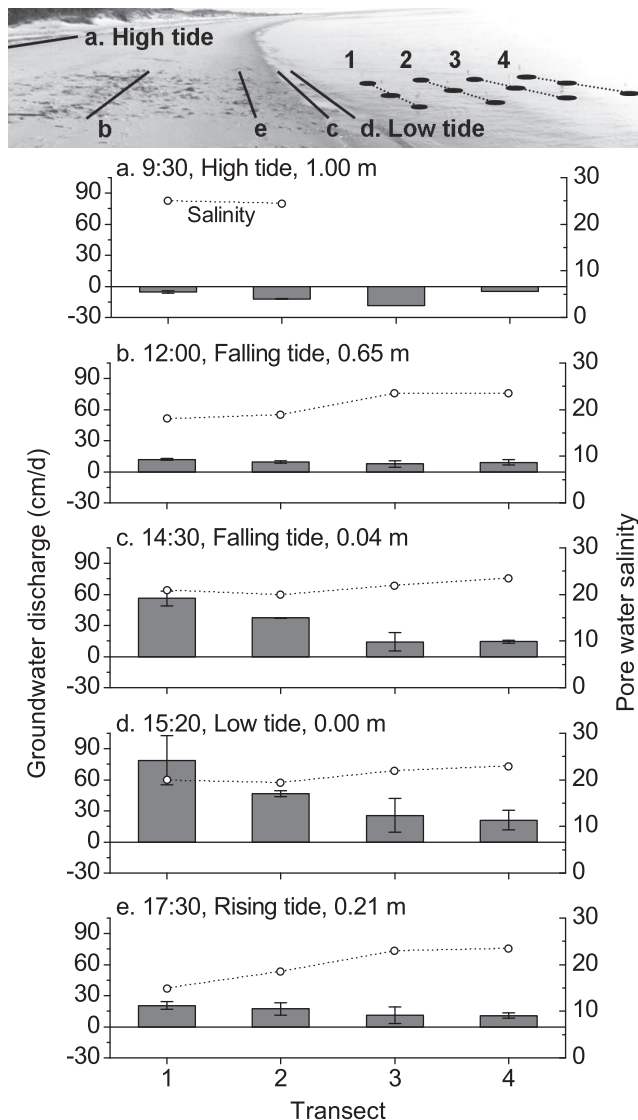 a. High tide
1 2 3 4
b e c d. Low tide
a. 9:30, High tide, 1.00 m
90 60 30 0 -30
Salinity
30 20 10 0
b. 12:00, Falling tide, 0.65 m
90 60 30 0 -30
30 20 10 0
c. 14:30, Falling tide, 0.04 m
90 60 30 0 -30
30 20 10 0
d. 15:20, Low tide, 0.00 m
90 60 30 0 -30
30 20 10 0
e. 17:30, Rising tide, 0.21 m
90 60 30 0 -30
30 20 10 0
Groundwater discharge (cm/d)
Pore water salinity
1 2 3 4
Transect